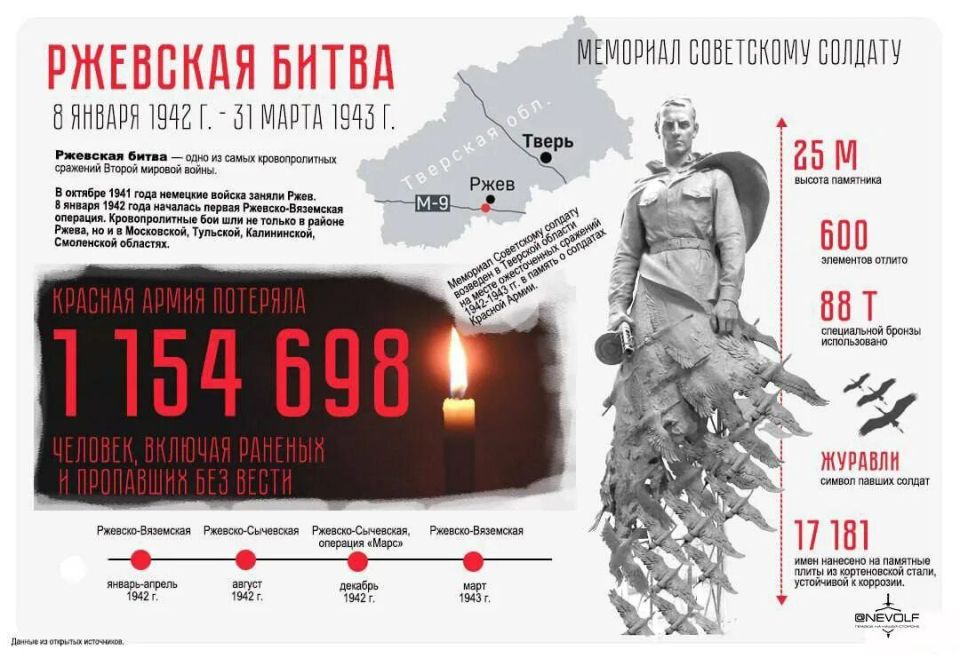 РЖЕВСКАЯ БИТВА
8 ЯНВАРЯ 1942 Г. - 31 МАРТА 1943 Г.
Ржевская битва — одно из самых кровопролитных
сражений Второй мировой войны.
В октябре 1941 года немецкие войска заняли Ржев.
8 января 1942 года началась первая Ржевско-Вяземская
операция. Кровопролитные бои шли не только в районе
Ржева, но и в Московской, Тульской, Калининской,
Смоленской областях.
Тверская обл.
Тверь
Ржев
М-9
Мемориал Советскому солдату
возведен в Тверской области
на месте ожесточенных сражений
1942-1943 гг. в память о солдатах
Красной Армии.
КРАСНАЯ АРМИЯ ПОТЕРЯЛА
1 154 698
ЧЕЛОВЕК, ВКЛЮЧАЯ РАНЕНЫХ
И ПРОПАВШИХ БЕЗ ВЕСТИ
Ржевско-Вяземская
январь-апрель
1942 г.
Ржевско-Сычевская
август
1942 г.
Ржевско-Сычевская,
операция «Марс»
декабрь
1942 г.
Ржевско-Вяземская
март
1943 г.
МЕМОРИАЛ СОВЕТСКОМУ СОЛДАТУ
25 М
высота памятника
600
элементов отлито
88 Т
специальной бронзы
использовано
ЖУРАВЛИ
символ павших солдат
17 181
имен нанесено на памятные
плиты из кортеновской стали,
устойчивой к коррозии.
@NEVOLF
Данные из открытых источников.